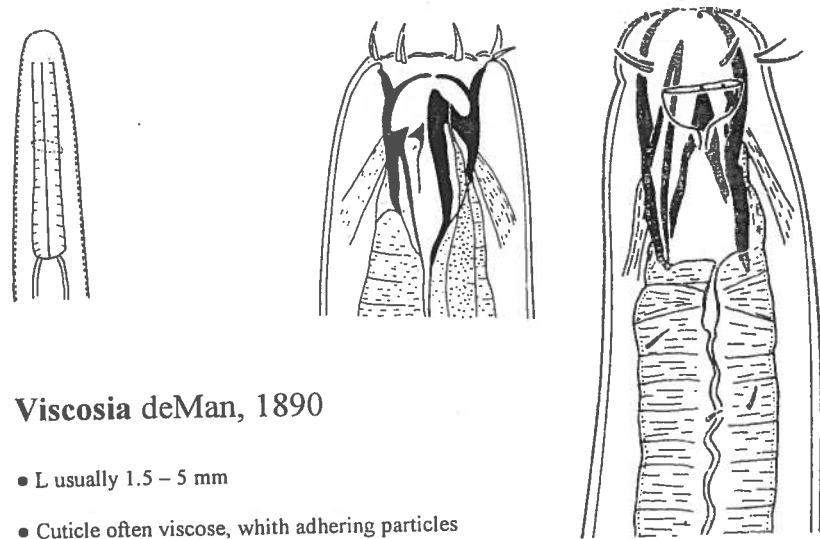 Viscosia deMan, 1890
• L usually 1.5 – 5 mm
• Cuticle often viscose, whith adhering particles